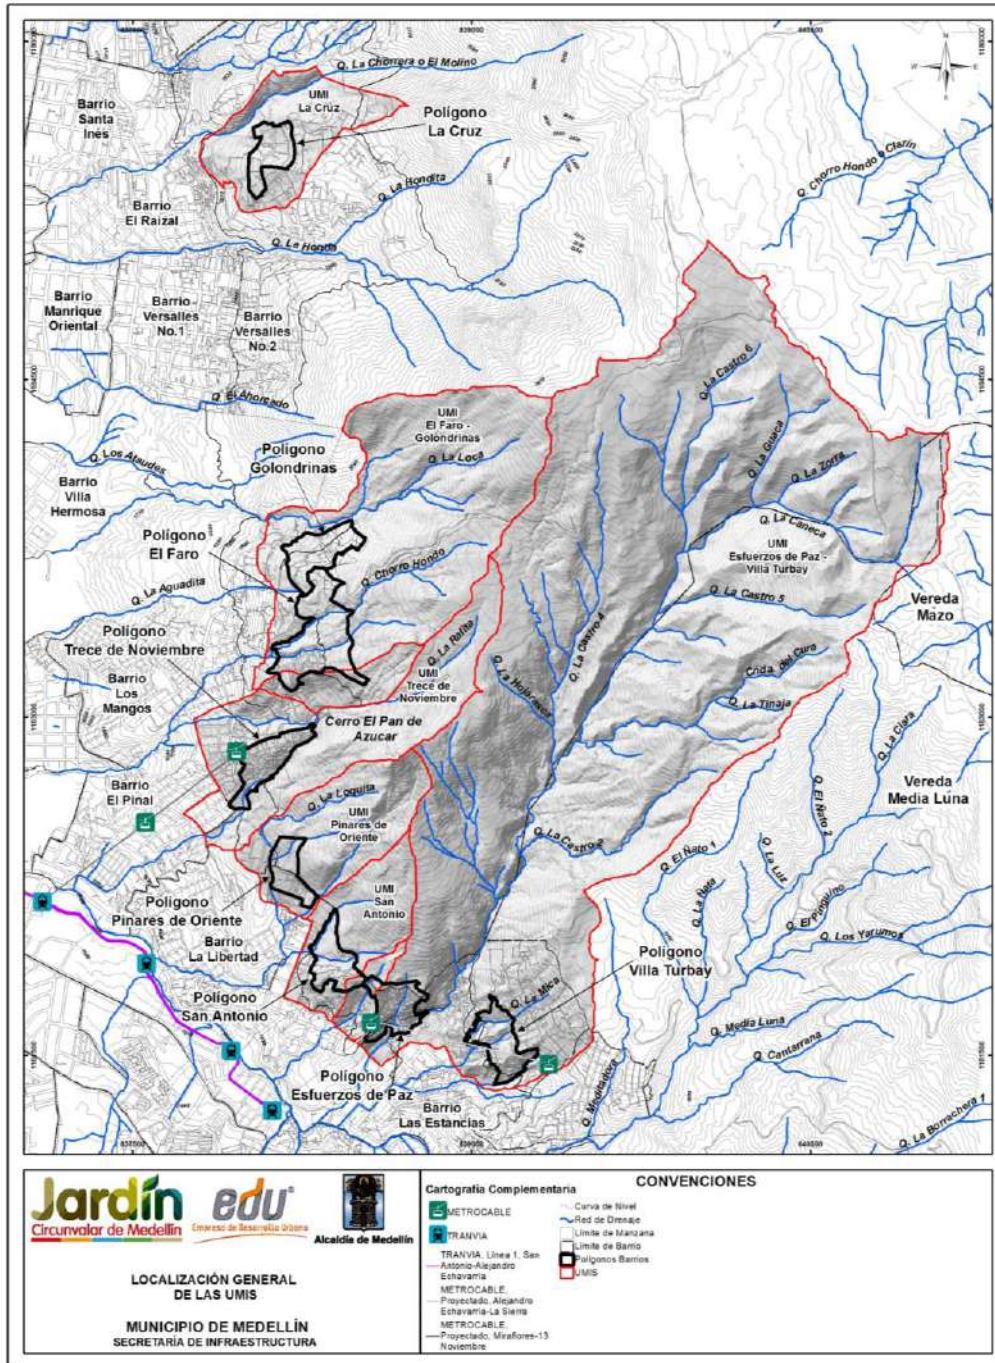 Q. La Chorrera o El Molino
UMI
La Cruz
Barrio
Santa
Inés
Polígono
La Cruz
Q. Chorro Hondo o Clarín
Q. La Hondita
Barrio
El Raizal
Q. La Honda
Barrio
Manrique
Oriental
Barrio
Versalles
No.1
Barrio
Versalles
No.2
Q. La Castro 6
Q. El Ahorcado
UMI
El Faro -
Golondrinas
Polígono
Golondrinas
Q. La Loca
Q. La Guaca
Q. La Zorra
Q. Los Ataudes
Barrio
Villa
Hermosa
Q. La Caneca
Polígono
El Faro
UMI
Esfuerzos de Paz -
Villa Turbay
Q. Chorro Hondo
Q. La Aguadita
Q. La Castro 5
Vereda
Mazo
Polígono
Trece de Noviembre
Q. La Castro 4
Q. La Rafita
UMI
Trece de
Noviembre
Cñda. del Cura
Barrio
Los
Mangos
Q. La Hojarasca
Q. La Tinaja
Cerro El Pan de
Azucar
Q. La Clara
Barrio
El Pinal
Q. El Ñato 2
Vereda
Media Luna
Q. La Loquita
UMI
Pinares de
Oriente
Q. La Castro 2
Q. El Ñato 1
Q. La Luz
UMI
San
Antonio
Q. La Ñata
Q. El Pinguino
Polígono
Pinares de Oriente
Q. Los Yarumos
Barrio
La Libertad
Polígono
Villa Turbay
Polígono
San Antonio
Q. La Mica
Q. Media Luna
Q. Cantarrana
Polígono
Esfuerzos de Paz
Q. Meditadora
Barrio
Las Estancias
Q. La Borrachera 1
Jardín
Circunvalar de Medellín
edu
Empresa de Desarrollo Urbano
Alcaldía de Medellín
LOCALIZACIÓN GENERAL
DE LAS UMIS
MUNICIPIO DE MEDELLÍN
SECRETARÍA DE INFRAESTRUCTURA
CONVENCIONES
Cartografía Complementaria
METROCABLE
TRANVIA
TRANVIA, Línea 1, San
Antonio-Alejandro
Echavarria
METROCABLE,
Proyectado, Alejandro
Echavarria-La Sierra
METROCABLE,
Proyectado, Miraflores-13
Noviembre
Curva de Nivel
Red de Drenaje
Límite de Manzana
Límite de Barrio
Polígonos Barrios
UMIS